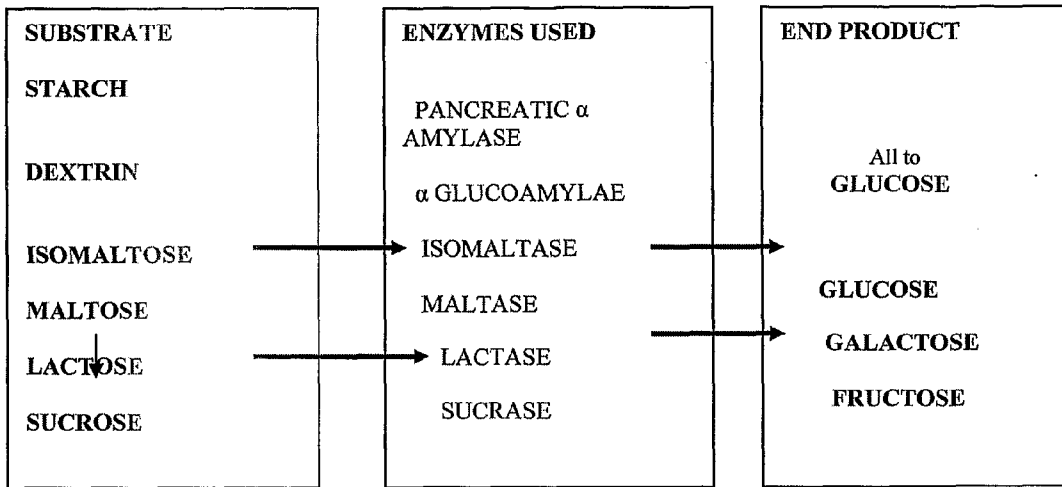 SUBSTRATE
STARCH
DEXTRIN
ISOMALTOSE
MALTOSE
LACTOSE
SUCROSE
ENZYMES USED
PANCREATIC α
AMYLASE
α GLUCOAMYLAE
ISOMALTASE
MALTASE
LACTASE
SUCRASE
END PRODUCT
All to
GLUCOSE
GLUCOSE
GALACTOSE
FRUCTOSE